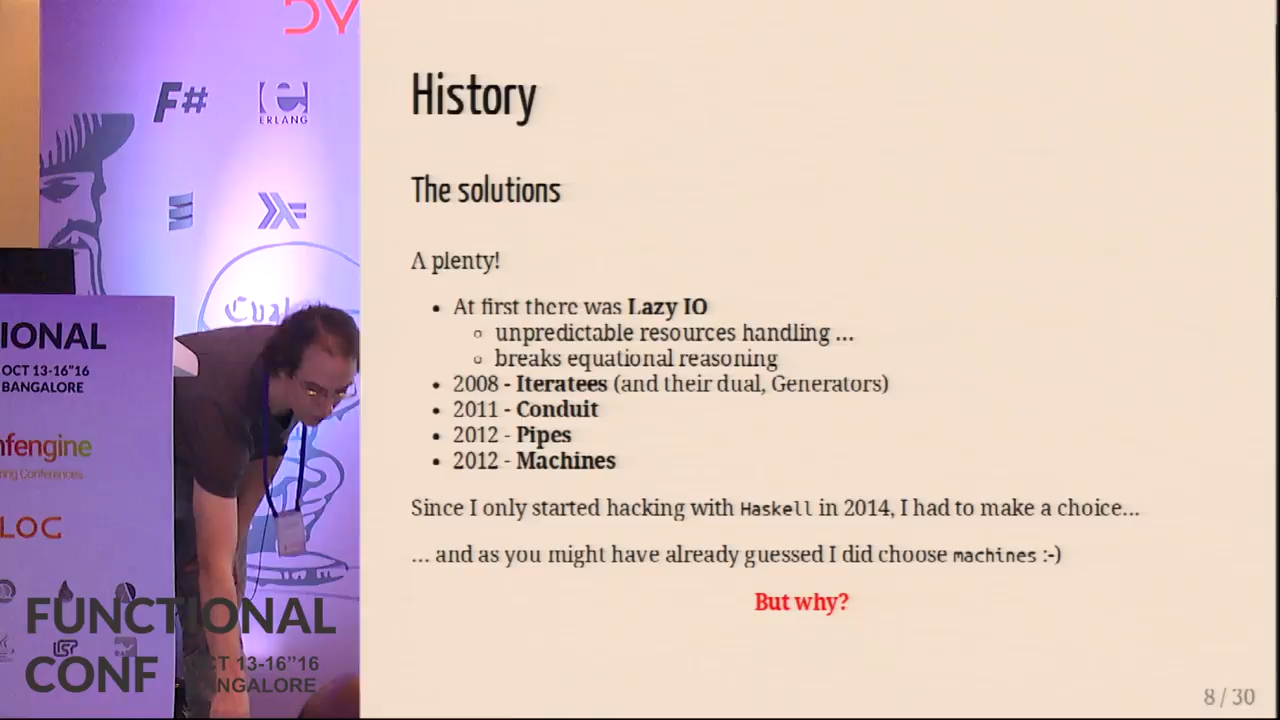 DY
F#
e
ERLANG
IONAL
OCT 13-16"16
BANGALORE
nfengine
ring Conferences
LOC
FUNCTIONAL
CONF
CT 13-16"16
NGALORE
History
The solutions
A plenty!
• At first there was Lazy IO
◦ unpredictable resources handling ...
◦ breaks equational reasoning
• 2008 - Iteratees (and their dual, Generators)
• 2011 - Conduit
• 2012 - Pipes
• 2012 - Machines
Since I only started hacking with Haskell in 2014, I had to make a choice...
... and as you might have already guessed I did choose machines :-)
But why?
8 / 30